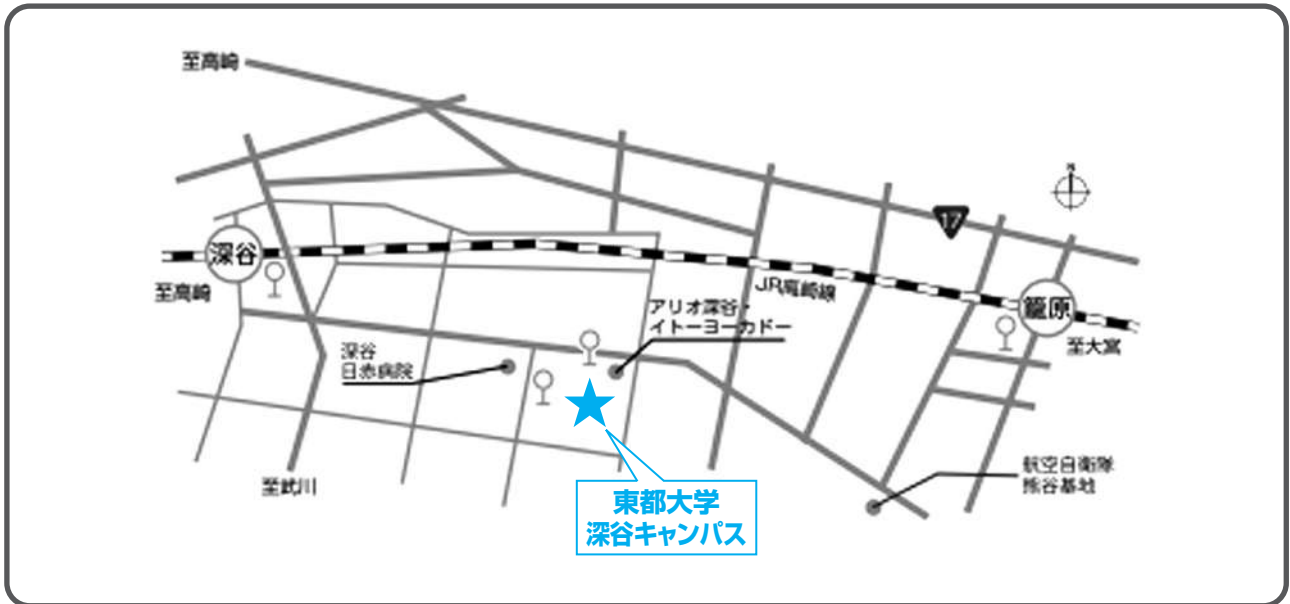 至高崎
N
17
深谷
至高崎
JR高崎線
籠原
至大宮
アリオ深谷・
イトーヨーカドー
深谷
日赤病院
至武川
航空自衛隊
熊谷基地
東都大学
深谷キャンパス